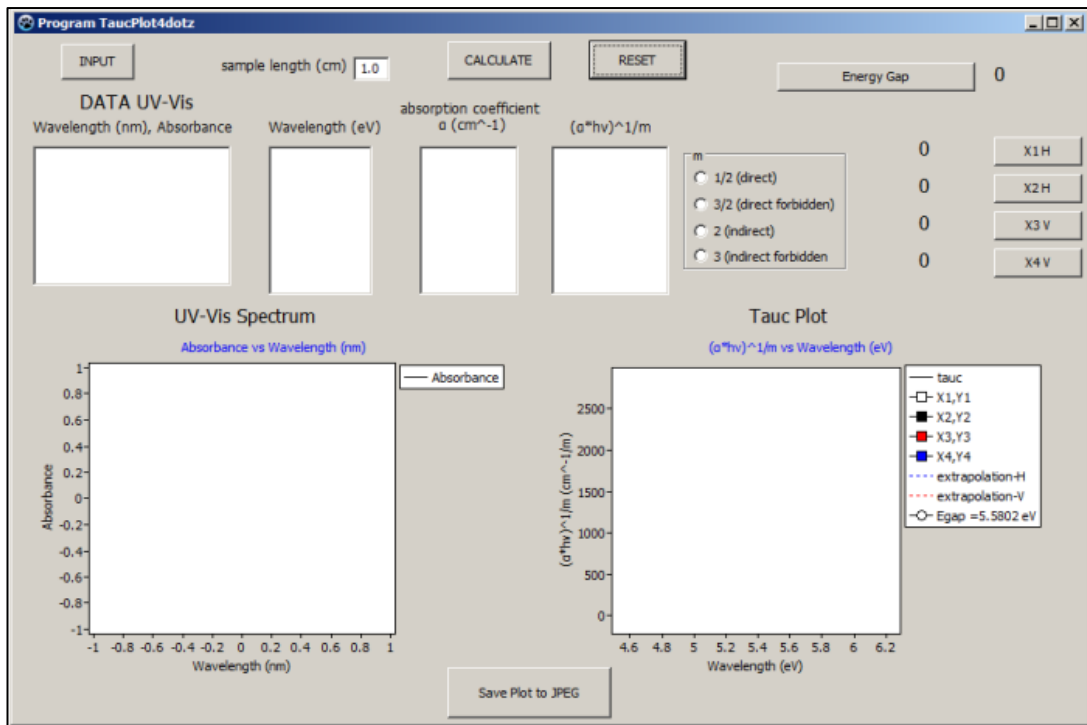 Program TaucPlot4dotz
INPUT
sample length (cm) 1.0
CALCULATE
RESET
Energy Gap
0
DATA UV-Vis
Wavelength (nm), Absorbance
Wavelength (eV)
absorption coefficient
α (cm^-1)
(α*hv)^1/m
m
1/2 (direct)
3/2 (direct forbidden)
2 (indirect)
3 (indirect forbidden
0 X1 H
0 X2 H
0 X3 V
0 X4 V
UV-Vis Spectrum
Absorbance vs Wavelength (nm)
1
0.8
0.6
0.4
0.2
0
-0.2
-0.4
-0.6
-0.8
-1
Absorbance
-1 -0.8 -0.6 -0.4 -0.2 0 0.2 0.4 0.6 0.8 1
Wavelength (nm)
Absorbance
Tauc Plot
(α*hv)^1/m vs Wavelength (eV)
2500
2000
1500
1000
0
(α*hv)^1/m (cm^-1/m)
4.6 4.8 5 5.2 5.4 5.6 5.8 6 6.2
Wavelength (eV)
tauc
X1,Y1
X2,Y2
X3,Y3
X4,Y4
extrapolation-H
extrapolation-V
Egap =5.5802 eV
Save Plot to JPEG